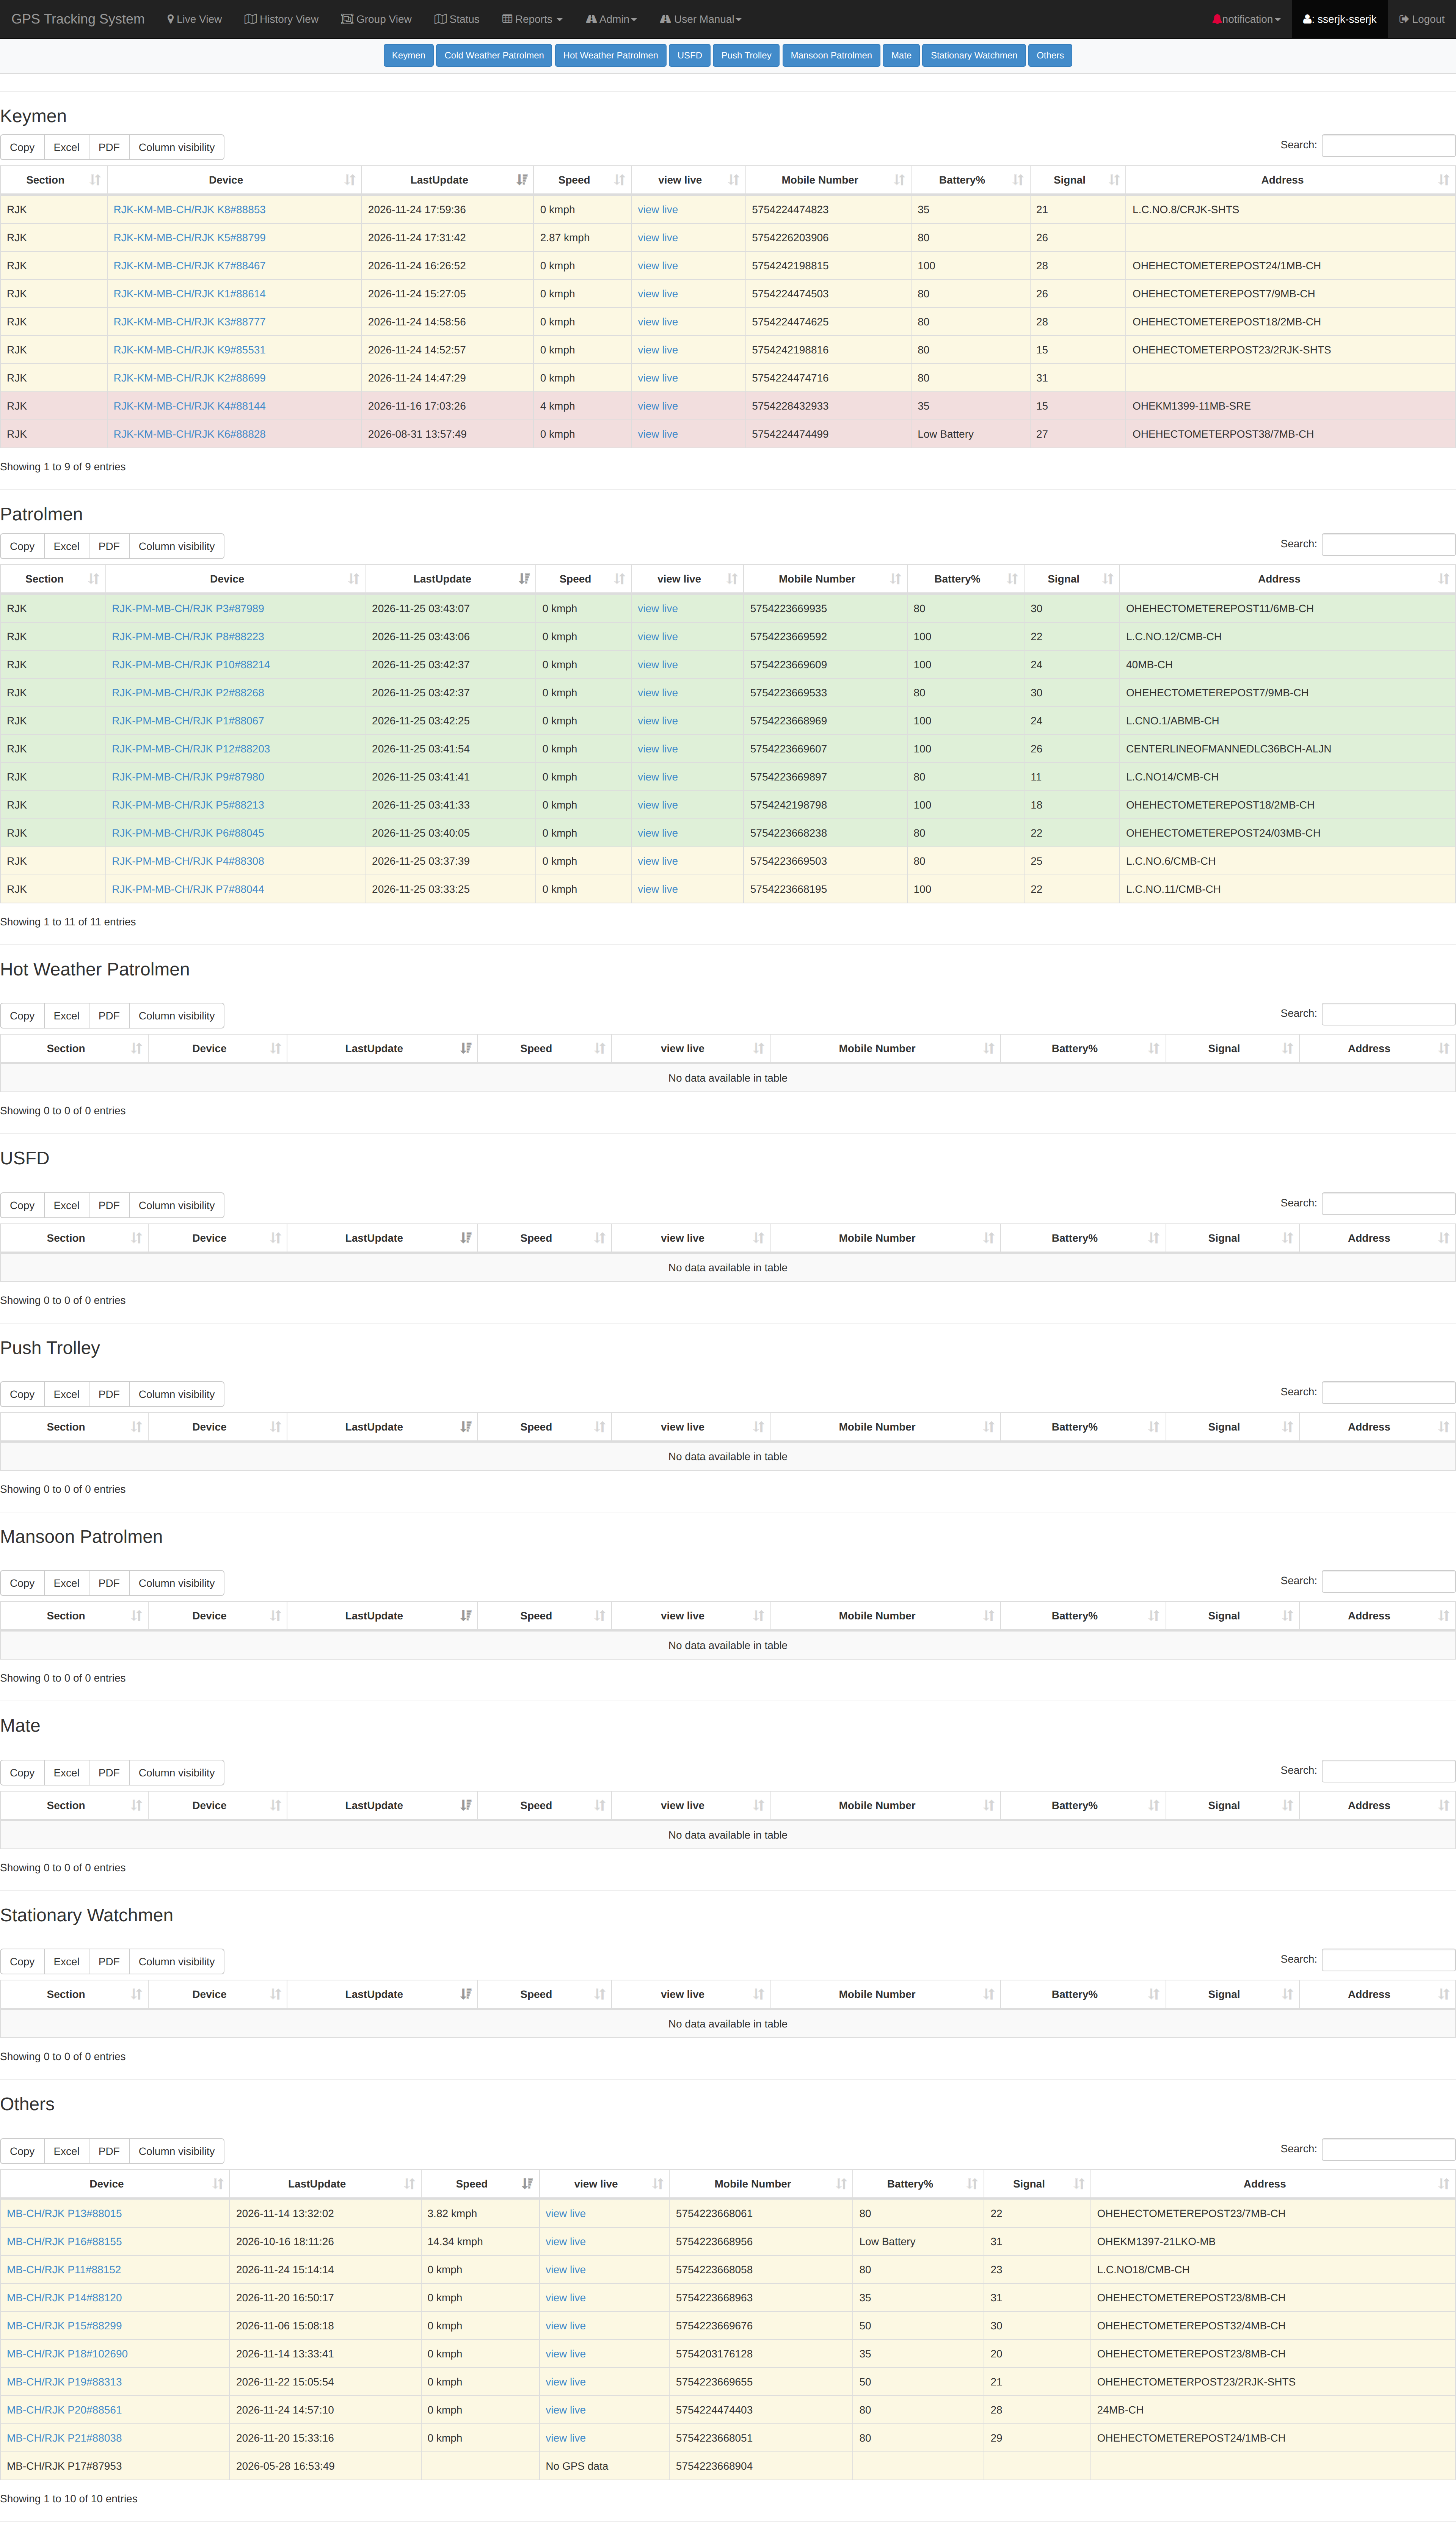 GPS Tracking System Live View History View Group View Status Reports Admin User Manual notification : sserjk-sserjk Logout
Keymen Cold Weather Patrolmen Hot Weather Patrolmen USFD Push Trolley Mansoon Patrolmen Mate Stationary Watchmen Others
Keymen
Copy Excel PDF Column visibility Search:
Section Device LastUpdate Speed view live Mobile Number Battery% Signal Address
RJK RJK-KM-MB-CH/RJK K8#88853 2026-11-24 17:59:36 0 kmph view live 5754224474823 35 21 L.C.NO.8/CRJK-SHTS
RJK RJK-KM-MB-CH/RJK K5#88799 2026-11-24 17:31:42 2.87 kmph view live 5754226203906 80 26
RJK RJK-KM-MB-CH/RJK K7#88467 2026-11-24 16:26:52 0 kmph view live 5754242198815 100 28 OHEHECTOMETEREPOST24/1MB-CH
RJK RJK-KM-MB-CH/RJK K1#88614 2026-11-24 15:27:05 0 kmph view live 5754224474503 80 26 OHEHECTOMETEREPOST7/9MB-CH
RJK RJK-KM-MB-CH/RJK K3#88777 2026-11-24 14:58:56 0 kmph view live 5754224474625 80 28 OHEHECTOMETEREPOST18/2MB-CH
RJK RJK-KM-MB-CH/RJK K9#85531 2026-11-24 14:52:57 0 kmph view live 5754242198816 80 15 OHEHECTOMETERPOST23/2RJK-SHTS
RJK RJK-KM-MB-CH/RJK K2#88699 2026-11-24 14:47:29 0 kmph view live 5754224474716 80 31
RJK RJK-KM-MB-CH/RJK K4#88144 2026-11-16 17:03:26 4 kmph view live 5754228432933 35 15 OHEKM1399-11MB-SRE
RJK RJK-KM-MB-CH/RJK K6#88828 2026-08-31 13:57:49 0 kmph view live 5754224474499 Low Battery 27 OHEHECTOMETERPOST38/7MB-CH
Showing 1 to 9 of 9 entries
Patrolmen
Copy Excel PDF Column visibility Search:
Section Device LastUpdate Speed view live Mobile Number Battery% Signal Address
RJK RJK-PM-MB-CH/RJK P3#87989 2026-11-25 03:43:07 0 kmph view live 5754223669935 80 30 OHEHECTOMETEREPOST11/6MB-CH
RJK RJK-PM-MB-CH/RJK P8#88223 2026-11-25 03:43:06 0 kmph view live 5754223669592 100 22 L.C.NO.12/CMB-CH
RJK RJK-PM-MB-CH/RJK P10#88214 2026-11-25 03:42:37 0 kmph view live 5754223669609 100 24 40MB-CH
RJK RJK-PM-MB-CH/RJK P2#88268 2026-11-25 03:42:37 0 kmph view live 5754223669533 80 30 OHEHECTOMETEREPOST7/9MB-CH
RJK RJK-PM-MB-CH/RJK P1#88067 2026-11-25 03:42:25 0 kmph view live 5754223668969 100 24 L.CNO.1/ABMB-CH
RJK RJK-PM-MB-CH/RJK P12#88203 2026-11-25 03:41:54 0 kmph view live 5754223669607 100 26 CENTERLINEOFMANNEDLC36BCH-ALJN
RJK RJK-PM-MB-CH/RJK P9#87980 2026-11-25 03:41:41 0 kmph view live 5754223669897 80 11 L.C.NO14/CMB-CH
RJK RJK-PM-MB-CH/RJK P5#88213 2026-11-25 03:41:33 0 kmph view live 5754242198798 100 18 OHEHECTOMETEREPOST18/2MB-CH
RJK RJK-PM-MB-CH/RJK P6#88045 2026-11-25 03:40:05 0 kmph view live 5754223668238 80 22 OHEHECTOMETEREPOST24/03MB-CH
RJK RJK-PM-MB-CH/RJK P4#88308 2026-11-25 03:37:39 0 kmph view live 5754223669503 80 25 L.C.NO.6/CMB-CH
RJK RJK-PM-MB-CH/RJK P7#88044 2026-11-25 03:33:25 0 kmph view live 5754223668195 100 22 L.C.NO.11/CMB-CH
Showing 1 to 11 of 11 entries
Hot Weather Patrolmen
Copy Excel PDF Column visibility Search:
Section Device LastUpdate Speed view live Mobile Number Battery% Signal Address
No data available in table
Showing 0 to 0 of 0 entries
USFD
Copy Excel PDF Column visibility Search:
Section Device LastUpdate Speed view live Mobile Number Battery% Signal Address
No data available in table
Showing 0 to 0 of 0 entries
Push Trolley
Copy Excel PDF Column visibility Search:
Section Device LastUpdate Speed view live Mobile Number Battery% Signal Address
No data available in table
Showing 0 to 0 of 0 entries
Mansoon Patrolmen
Copy Excel PDF Column visibility Search:
Section Device LastUpdate Speed view live Mobile Number Battery% Signal Address
No data available in table
Showing 0 to 0 of 0 entries
Mate
Copy Excel PDF Column visibility Search:
Section Device LastUpdate Speed view live Mobile Number Battery% Signal Address
No data available in table
Showing 0 to 0 of 0 entries
Stationary Watchmen
Copy Excel PDF Column visibility Search:
Section Device LastUpdate Speed view live Mobile Number Battery% Signal Address
No data available in table
Showing 0 to 0 of 0 entries
Others
Copy Excel PDF Column visibility Search:
Device LastUpdate Speed view live Mobile Number Battery% Signal Address
MB-CH/RJK P13#88015 2026-11-14 13:32:02 3.82 kmph view live 5754223668061 80 22 OHEHECTOMETEREPOST23/7MB-CH
MB-CH/RJK P16#88155 2026-10-16 18:11:26 14.34 kmph view live 5754223668956 Low Battery 31 OHEKM1397-21LKO-MB
MB-CH/RJK P11#88152 2026-11-24 15:14:14 0 kmph view live 5754223668058 80 23 L.C.NO18/CMB-CH
MB-CH/RJK P14#88120 2026-11-20 16:50:17 0 kmph view live 5754223668963 35 31 OHEHECTOMETEREPOST23/8MB-CH
MB-CH/RJK P15#88299 2026-11-06 15:08:18 0 kmph view live 5754223669676 50 30 OHEHECTOMETEREPOST32/4MB-CH
MB-CH/RJK P18#102690 2026-11-14 13:33:41 0 kmph view live 5754203176128 35 20 OHEHECTOMETEREPOST23/8MB-CH
MB-CH/RJK P19#88313 2026-11-22 15:05:54 0 kmph view live 5754223669655 50 21 OHEHECTOMETERPOST23/2RJK-SHTS
MB-CH/RJK P20#88561 2026-11-24 14:57:10 0 kmph view live 5754224474403 80 28 24MB-CH
MB-CH/RJK P21#88038 2026-11-20 15:33:16 0 kmph view live 5754223668051 80 29 OHEHECTOMETEREPOST24/1MB-CH
MB-CH/RJK P17#87953 2026-05-28 16:53:49 No GPS data 5754223668904
Showing 1 to 10 of 10 entries